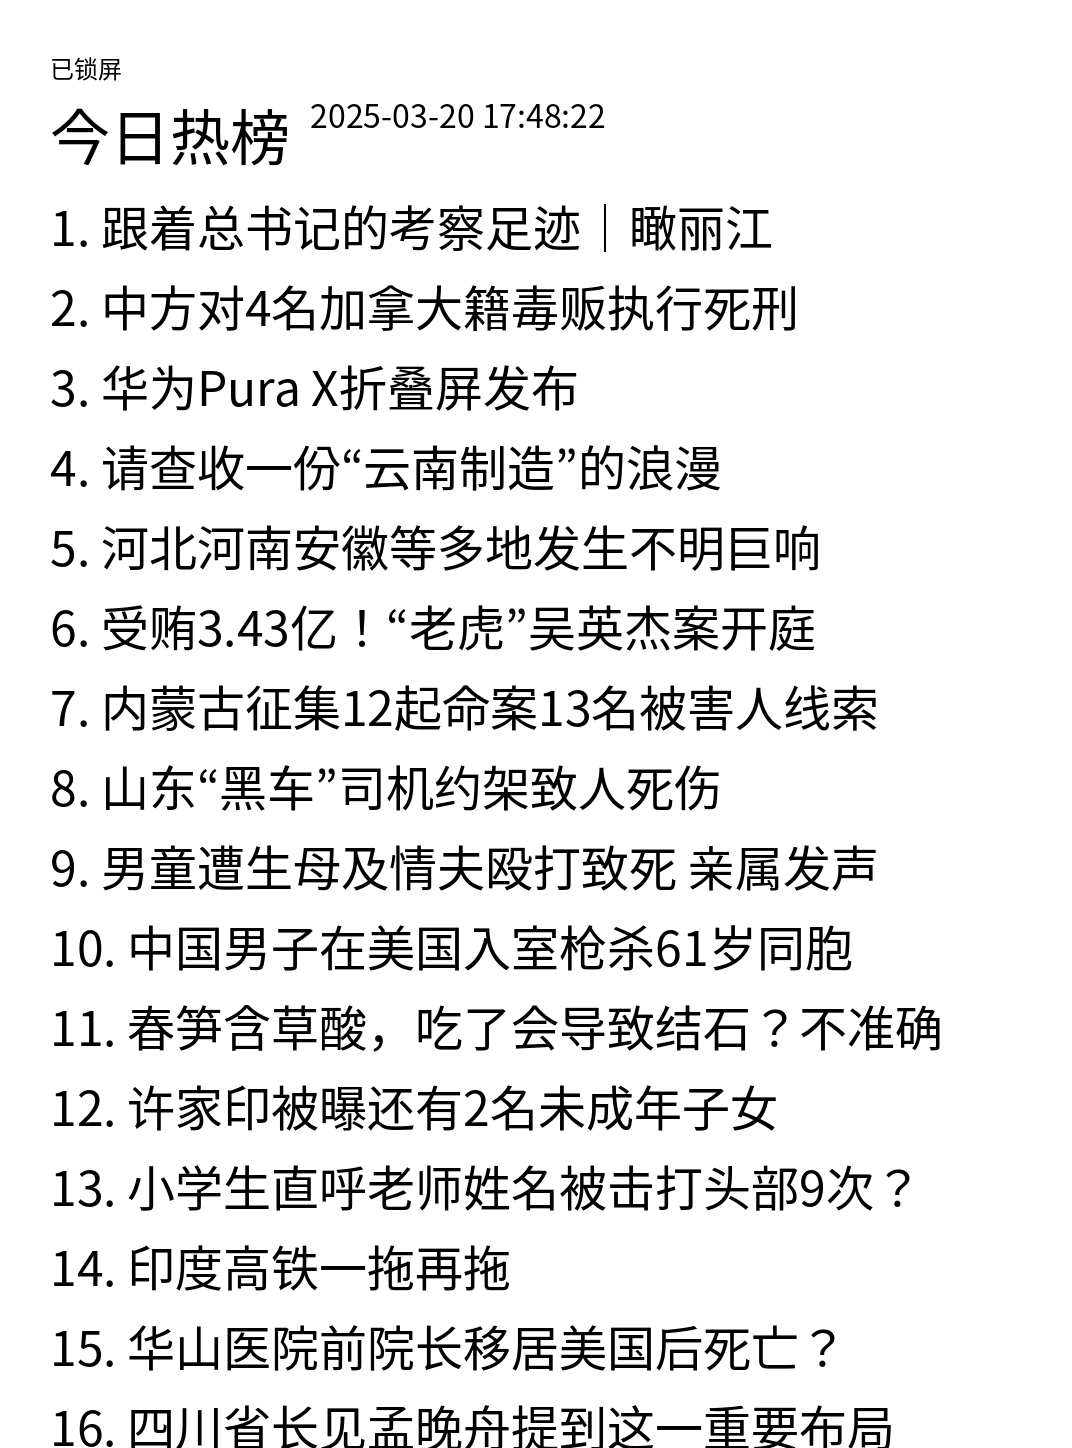 已锁屏
今日热榜 2025-03-20 17:48:22
1. 跟着总书记的考察足迹｜瞰丽江
2. 中方对4名加拿大籍毒贩执行死刑
3. 华为Pura X折叠屏发布
4. 请查收一份“云南制造”的浪漫
5. 河北河南安徽等多地发生不明巨响
6. 受贿3.43亿！“老虎”吴英杰案开庭
7. 内蒙古征集12起命案13名被害人线索
8. 山东“黑车”司机约架致人死伤
9. 男童遭生母及情夫殴打致死 亲属发声
10. 中国男子在美国入室枪杀61岁同胞
11. 春笋含草酸，吃了会导致结石？不准确
12. 许家印被曝还有2名未成年子女
13. 小学生直呼老师姓名被击打头部9次？
14. 印度高铁一拖再拖
15. 华山医院前院长移居美国后死亡？
16. 四川省长见孟晚舟提到这一重要布局